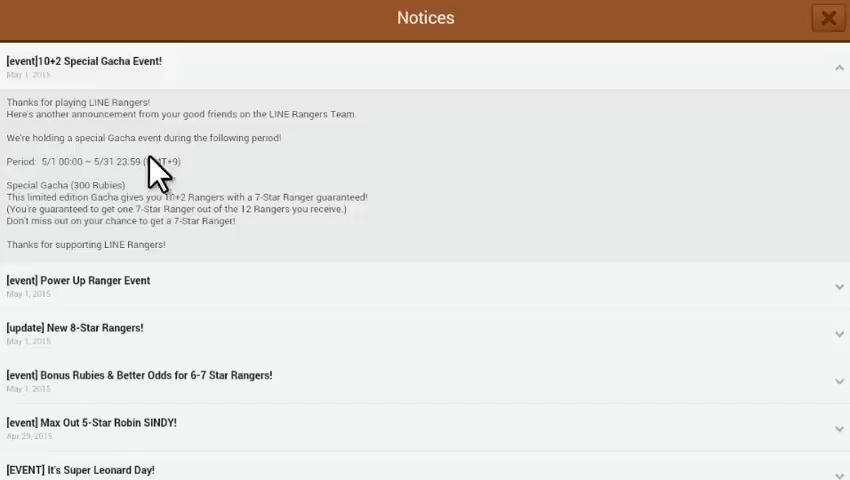 Notices
[event]10+2 Special Gacha Event!
May 1, 2015
Thanks for playing LINE Rangers!
Here's another announcement from your good friends on the LINE Rangers Team.
We're holding a special Gacha event during the following period!
Period: 5/1 00:00 ~ 5/31 23:59 (GMT+9)
Special Gacha (300 Rubies)
This limited edition Gacha gives you 10+2 Rangers with a 7-Star Ranger guaranteed!
(You're guaranteed to get one 7-Star Ranger out of the 12 Rangers you receive.)
Don't miss out on your chance to get a 7-Star Ranger!
Thanks for supporting LINE Rangers!
[event] Power Up Ranger Event
May 1, 2015
[update] New 8-Star Rangers!
May 1, 2015
[event] Bonus Rubies & Better Odds for 6-7 Star Rangers!
May 1, 2015
[event] Max Out 5-Star Robin SINDY!
Apr 29, 2015
[EVENT] It's Super Leonard Day!